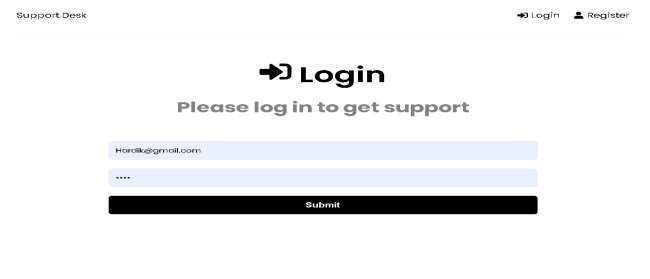 Support Desk
Login
Register
Login
Please log in to get support
Hardik@gmail.com
••••
Submit